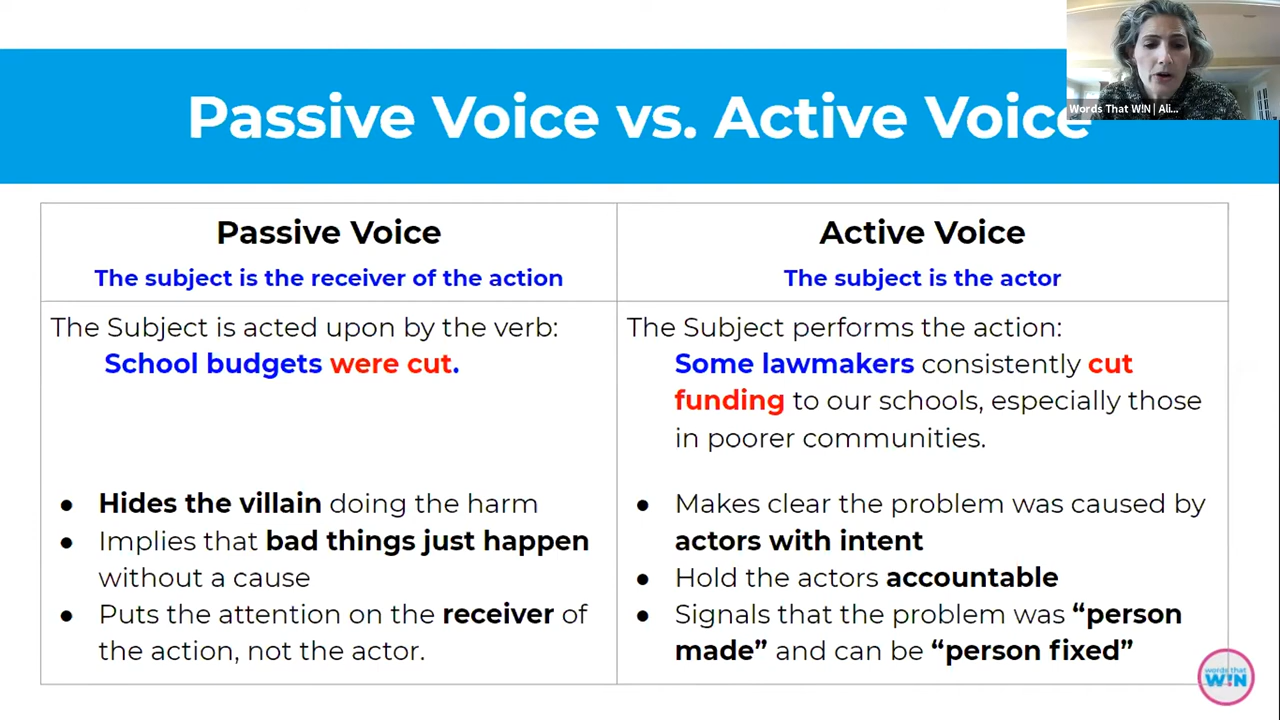 Words That W!N | Ali...
Passive Voice vs. Active Voice
Passive Voice
The subject is the receiver of the action
The Subject is acted upon by the verb:
School budgets were cut.
● Hides the villain doing the harm
● Implies that bad things just happen
without a cause
● Puts the attention on the receiver of
the action, not the actor.
Active Voice
The subject is the actor
The Subject performs the action:
Some lawmakers consistently cut
funding to our schools, especially those
in poorer communities.
● Makes clear the problem was caused by
actors with intent
● Hold the actors accountable
● Signals that the problem was “person
made” and can be “person fixed”
words that
W!N